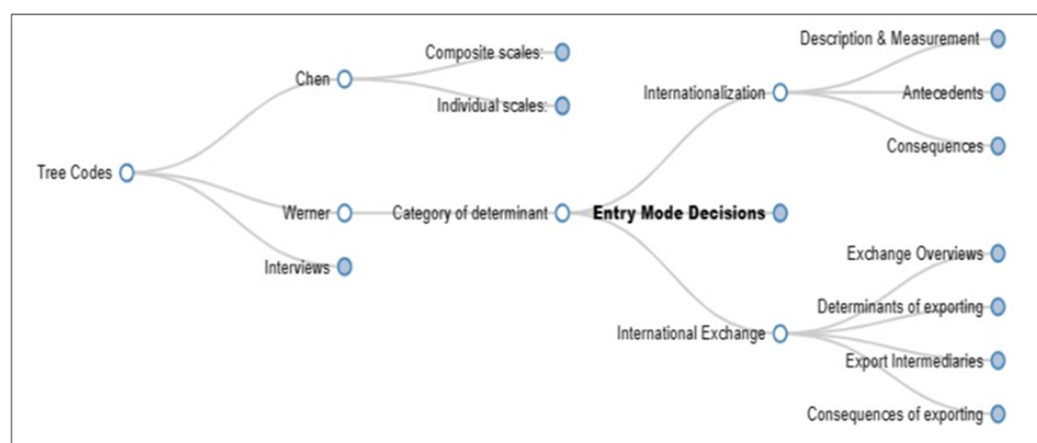 Tree Codes
Chen
Composite scales:
Individual scales:
Werner
Category of determinant
Internationalization
Description & Measurement
Antecedents
Consequences
Entry Mode Decisions
International Exchange
Exchange Overviews
Determinants of exporting
Export Intermediaries
Consequences of exporting
Interviews